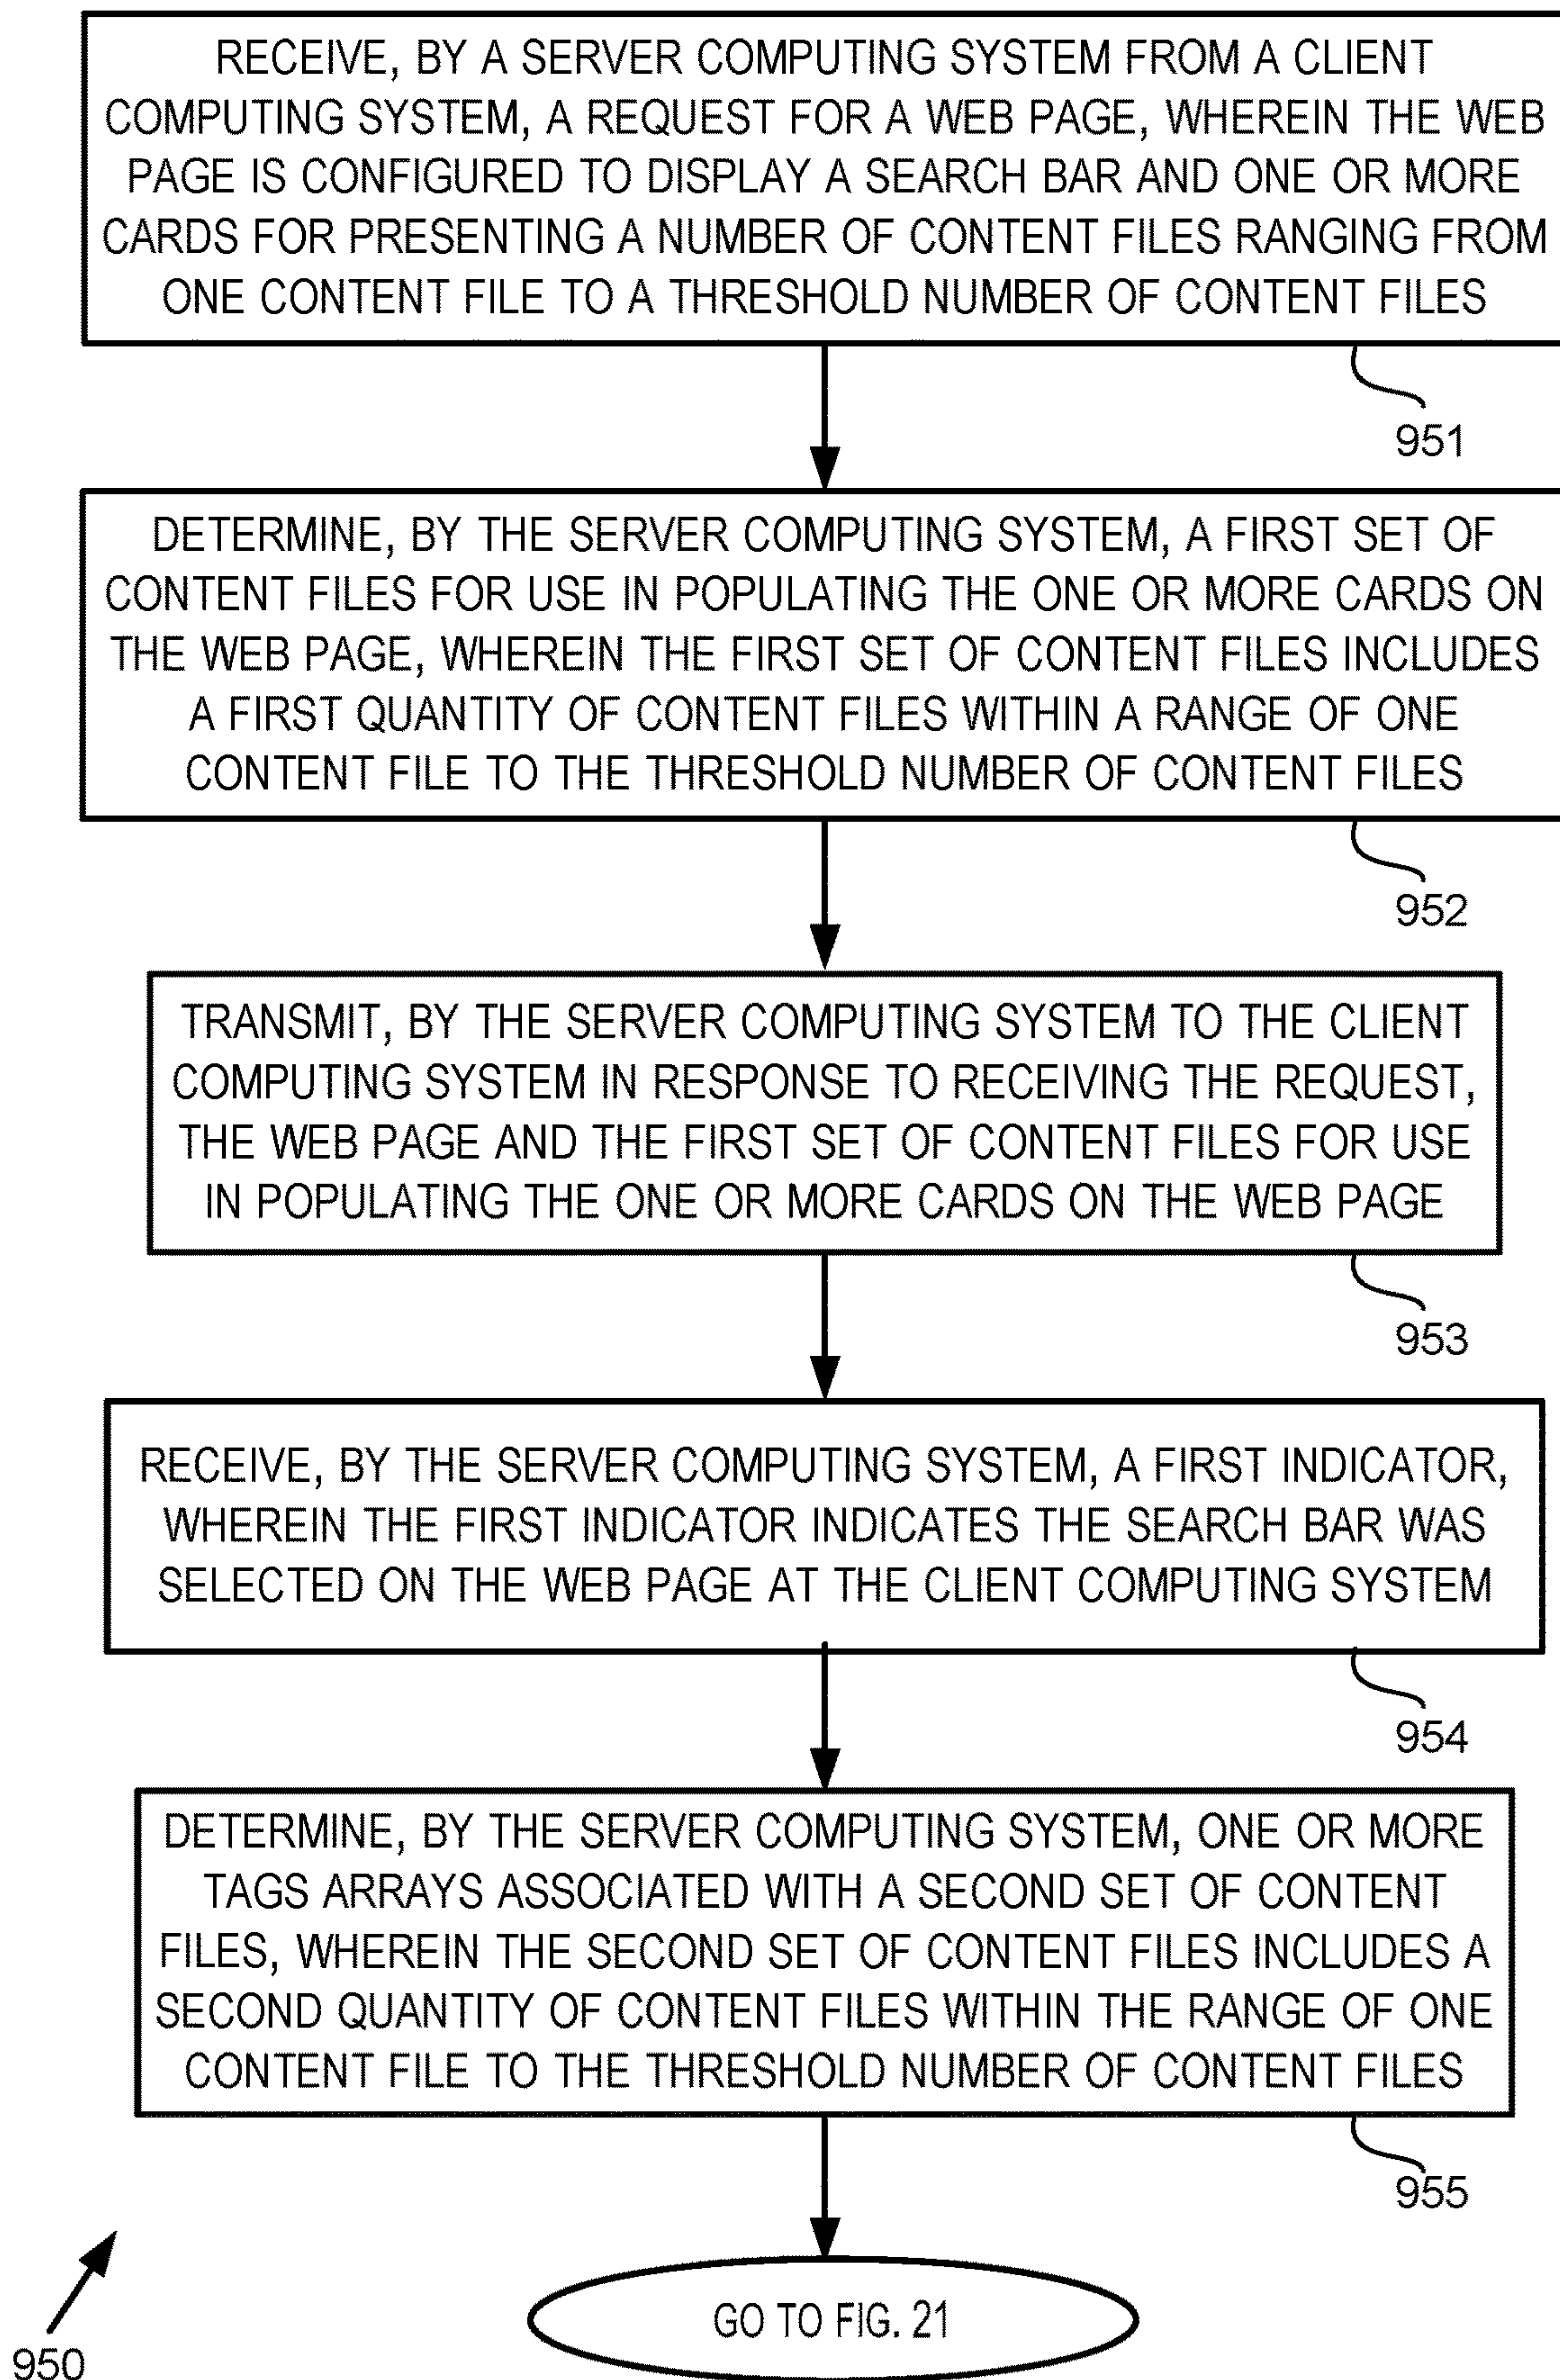 RECEIVE, BY A SERVER COMPUTING SYSTEM FROM A CLIENT
COMPUTING SYSTEM, A REQUEST FOR A WEB PAGE, WHEREIN THE WEB
PAGE IS CONFIGURED TO DISPLAY A SEARCH BAR AND ONE OR MORE
CARDS FOR PRESENTING A NUMBER OF CONTENT FILES RANGING FROM
ONE CONTENT FILE TO A THRESHOLD NUMBER OF CONTENT FILES
951
DETERMINE, BY THE SERVER COMPUTING SYSTEM, A FIRST SET OF
CONTENT FILES FOR USE IN POPULATING THE ONE OR MORE CARDS ON
THE WEB PAGE, WHEREIN THE FIRST SET OF CONTENT FILES INCLUDES
A FIRST QUANTITY OF CONTENT FILES WITHIN A RANGE OF ONE
CONTENT FILE TO THE THRESHOLD NUMBER OF CONTENT FILES
952
TRANSMIT, BY THE SERVER COMPUTING SYSTEM TO THE CLIENT
COMPUTING SYSTEM IN RESPONSE TO RECEIVING THE REQUEST,
THE WEB PAGE AND THE FIRST SET OF CONTENT FILES FOR USE
IN POPULATING THE ONE OR MORE CARDS ON THE WEB PAGE
953
RECEIVE, BY THE SERVER COMPUTING SYSTEM, A FIRST INDICATOR,
WHEREIN THE FIRST INDICATOR INDICATES THE SEARCH BAR WAS
SELECTED ON THE WEB PAGE AT THE CLIENT COMPUTING SYSTEM
954
DETERMINE, BY THE SERVER COMPUTING SYSTEM, ONE OR MORE
TAGS ARRAYS ASSOCIATED WITH A SECOND SET OF CONTENT
FILES, WHEREIN THE SECOND SET OF CONTENT FILES INCLUDES A
SECOND QUANTITY OF CONTENT FILES WITHIN THE RANGE OF ONE
CONTENT FILE TO THE THRESHOLD NUMBER OF CONTENT FILES
955
GO TO FIG. 21
950